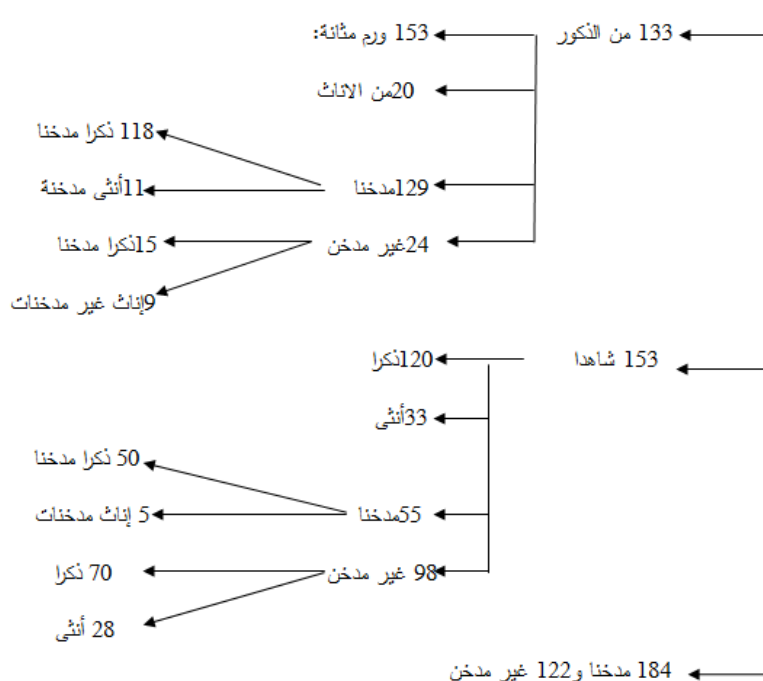 133 من الذكور
153 ورم مثانة:
20من الاناث
129مدخنا
118 ذكرا مدخنا
11أنثى مدخنة
24غير مدخن
15ذكرا مدخنا
9إناث غير مدخنات
153 شاهدا
120ذكرا
33أنثى
55مدخنا
50 ذكرا مدخنا
5 إناث مدخنات
98 غير مدخن
70 ذكرا
28 أنثى
184 مدخنا و122 غير مدخن